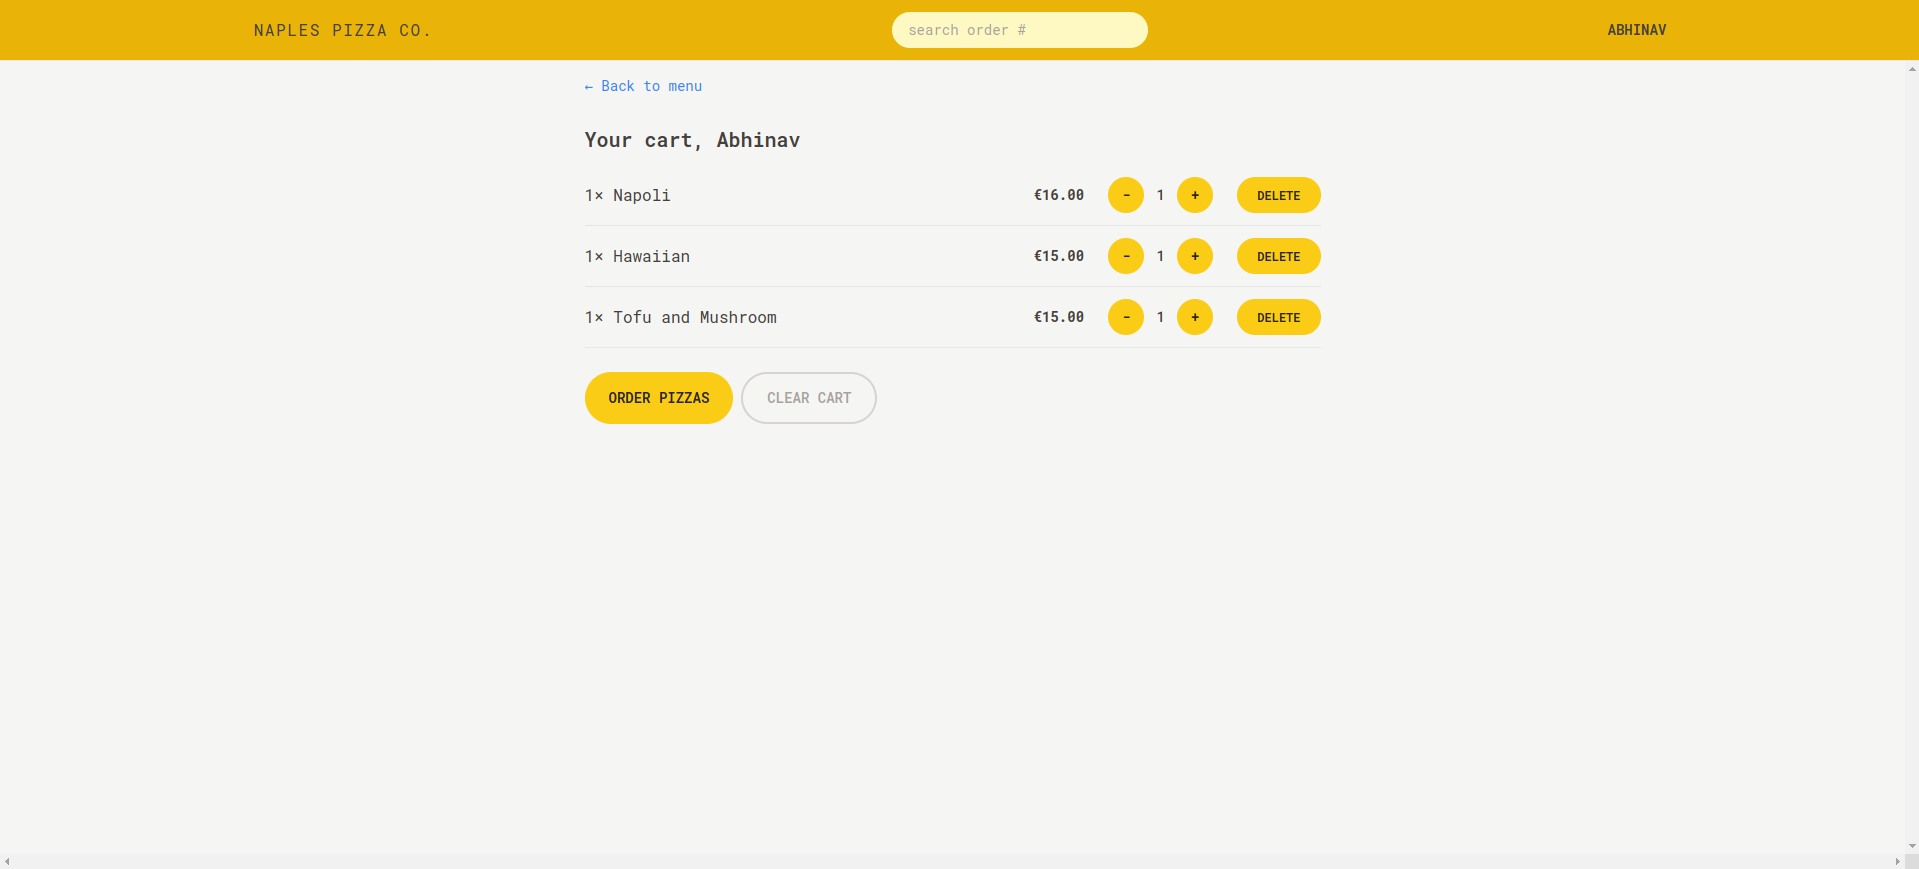 NAPLES PIZZA CO. search order # ABHINAV
← Back to menu
Your cart, Abhinav
1× Napoli €16.00 - 1 + DELETE
1× Hawaiian €15.00 - 1 + DELETE
1× Tofu and Mushroom €15.00 - 1 + DELETE
ORDER PIZZAS CLEAR CART